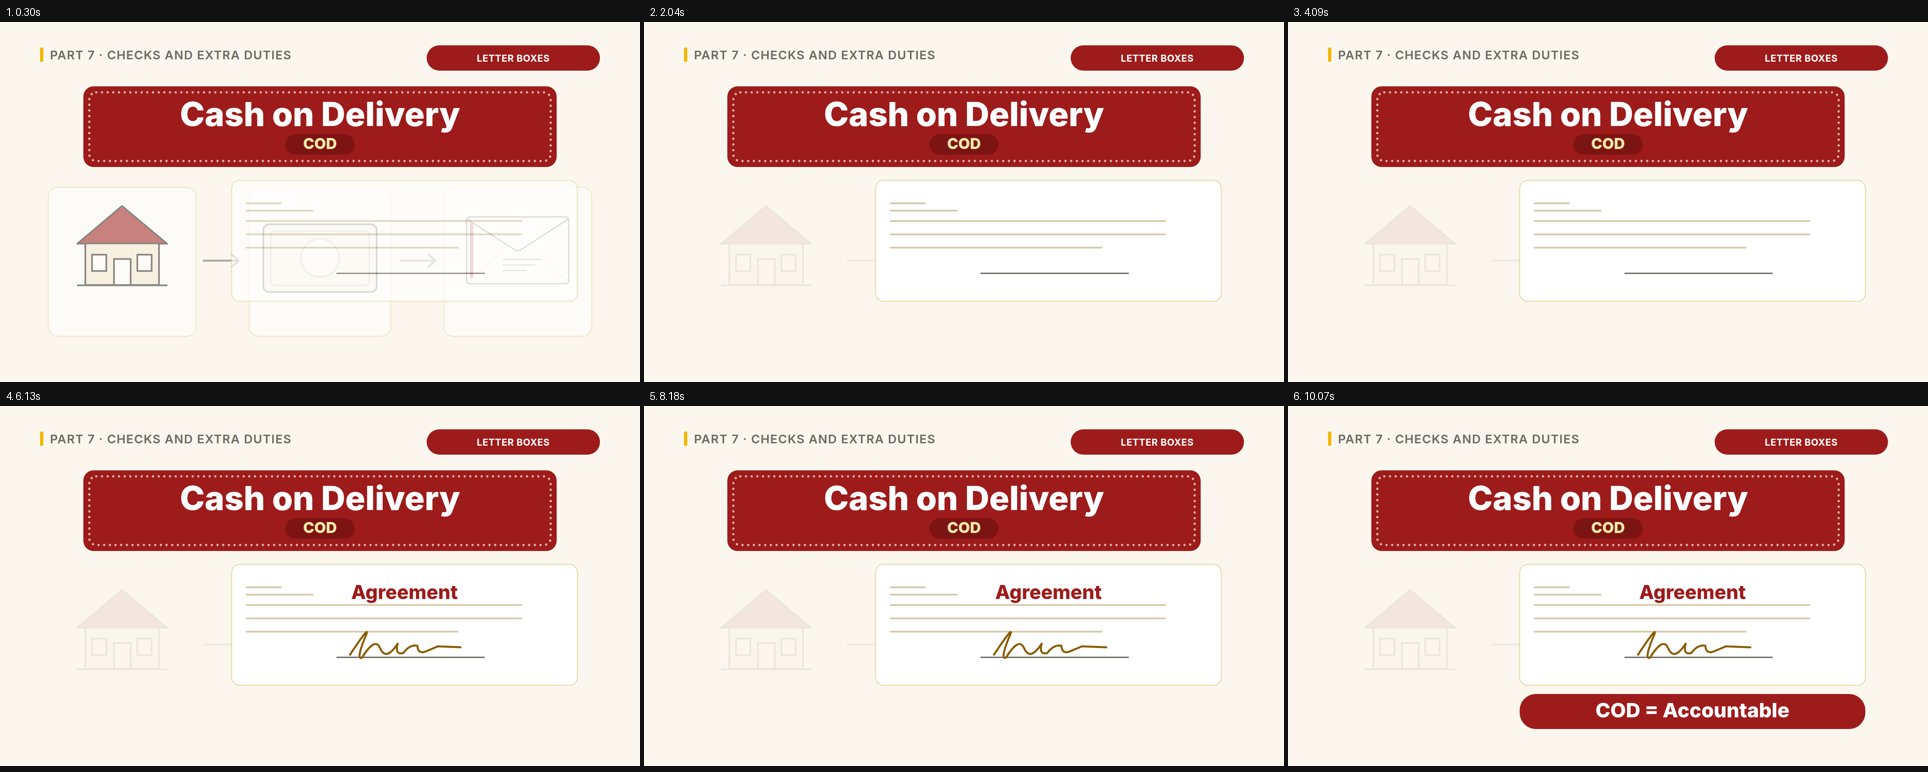 1. 0.30s
PART 7 · CHECKS AND EXTRA DUTIES
LETTER BOXES
Cash on Delivery
COD
2. 2.04s
PART 7 · CHECKS AND EXTRA DUTIES
LETTER BOXES
Cash on Delivery
COD
3. 4.09s
PART 7 · CHECKS AND EXTRA DUTIES
LETTER BOXES
Cash on Delivery
COD
4. 6.13s
PART 7 · CHECKS AND EXTRA DUTIES
LETTER BOXES
Cash on Delivery
COD
Agreement
5. 8.18s
PART 7 · CHECKS AND EXTRA DUTIES
LETTER BOXES
Cash on Delivery
COD
Agreement
6. 10.07s
PART 7 · CHECKS AND EXTRA DUTIES
LETTER BOXES
Cash on Delivery
COD
Agreement
COD = Accountable